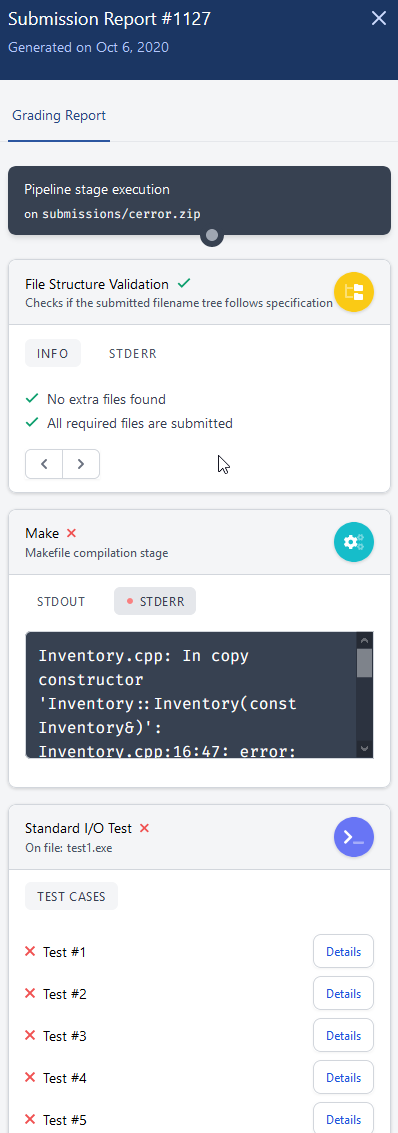 Submission Report #1127
Generated on Oct 6, 2020
Grading Report
Pipeline stage execution
on submissions/cerror.zip
File Structure Validation
Checks if the submitted filename tree follows specification
INFO STDERR
No extra files found
All required files are submitted
Make
Makefile compilation stage
STDOUT STDERR
Inventory.cpp: In copy
constructor
'Inventory::Inventory(const
Inventory&)':
Inventory.cpp:16:47: error:
Standard I/O Test
On file: test1.exe
TEST CASES
Test #1 Details
Test #2 Details
Test #3 Details
Test #4 Details
Test #5 Details